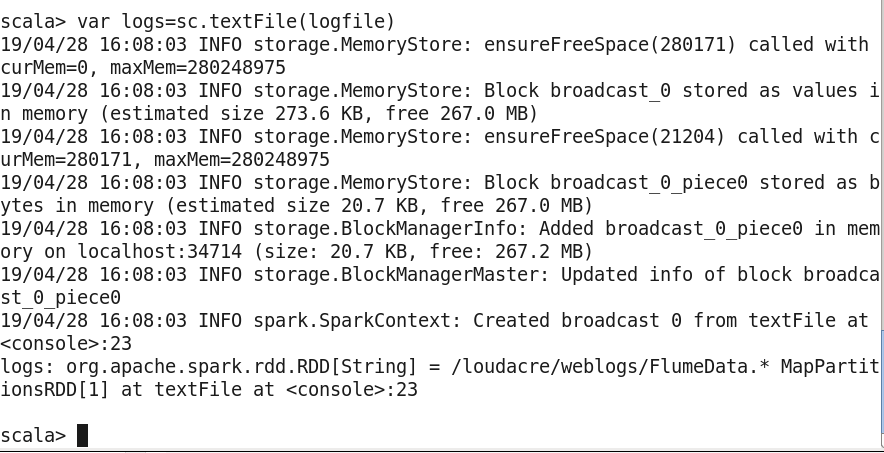 scala> var logs=sc.textFile(logfile)
19/04/28 16:08:03 INFO storage.MemoryStore: ensureFreeSpace(280171) called with
curMem=0, maxMem=280248975
19/04/28 16:08:03 INFO storage.MemoryStore: Block broadcast_0 stored as values i
n memory (estimated size 273.6 KB, free 267.0 MB)
19/04/28 16:08:03 INFO storage.MemoryStore: ensureFreeSpace(21204) called with c
urMem=280171, maxMem=280248975
19/04/28 16:08:03 INFO storage.MemoryStore: Block broadcast_0_piece0 stored as b
ytes in memory (estimated size 20.7 KB, free 267.0 MB)
19/04/28 16:08:03 INFO storage.BlockManagerInfo: Added broadcast_0_piece0 in mem
ory on localhost:34714 (size: 20.7 KB, free: 267.2 MB)
19/04/28 16:08:03 INFO storage.BlockManagerMaster: Updated info of block broadca
st_0_piece0
19/04/28 16:08:03 INFO spark.SparkContext: Created broadcast 0 from textFile at
<console>:23
logs: org.apache.spark.rdd.RDD[String] = /loudacre/weblogs/FlumeData.* MapPartit
ionsRDD[1] at textFile at <console>:23
scala>